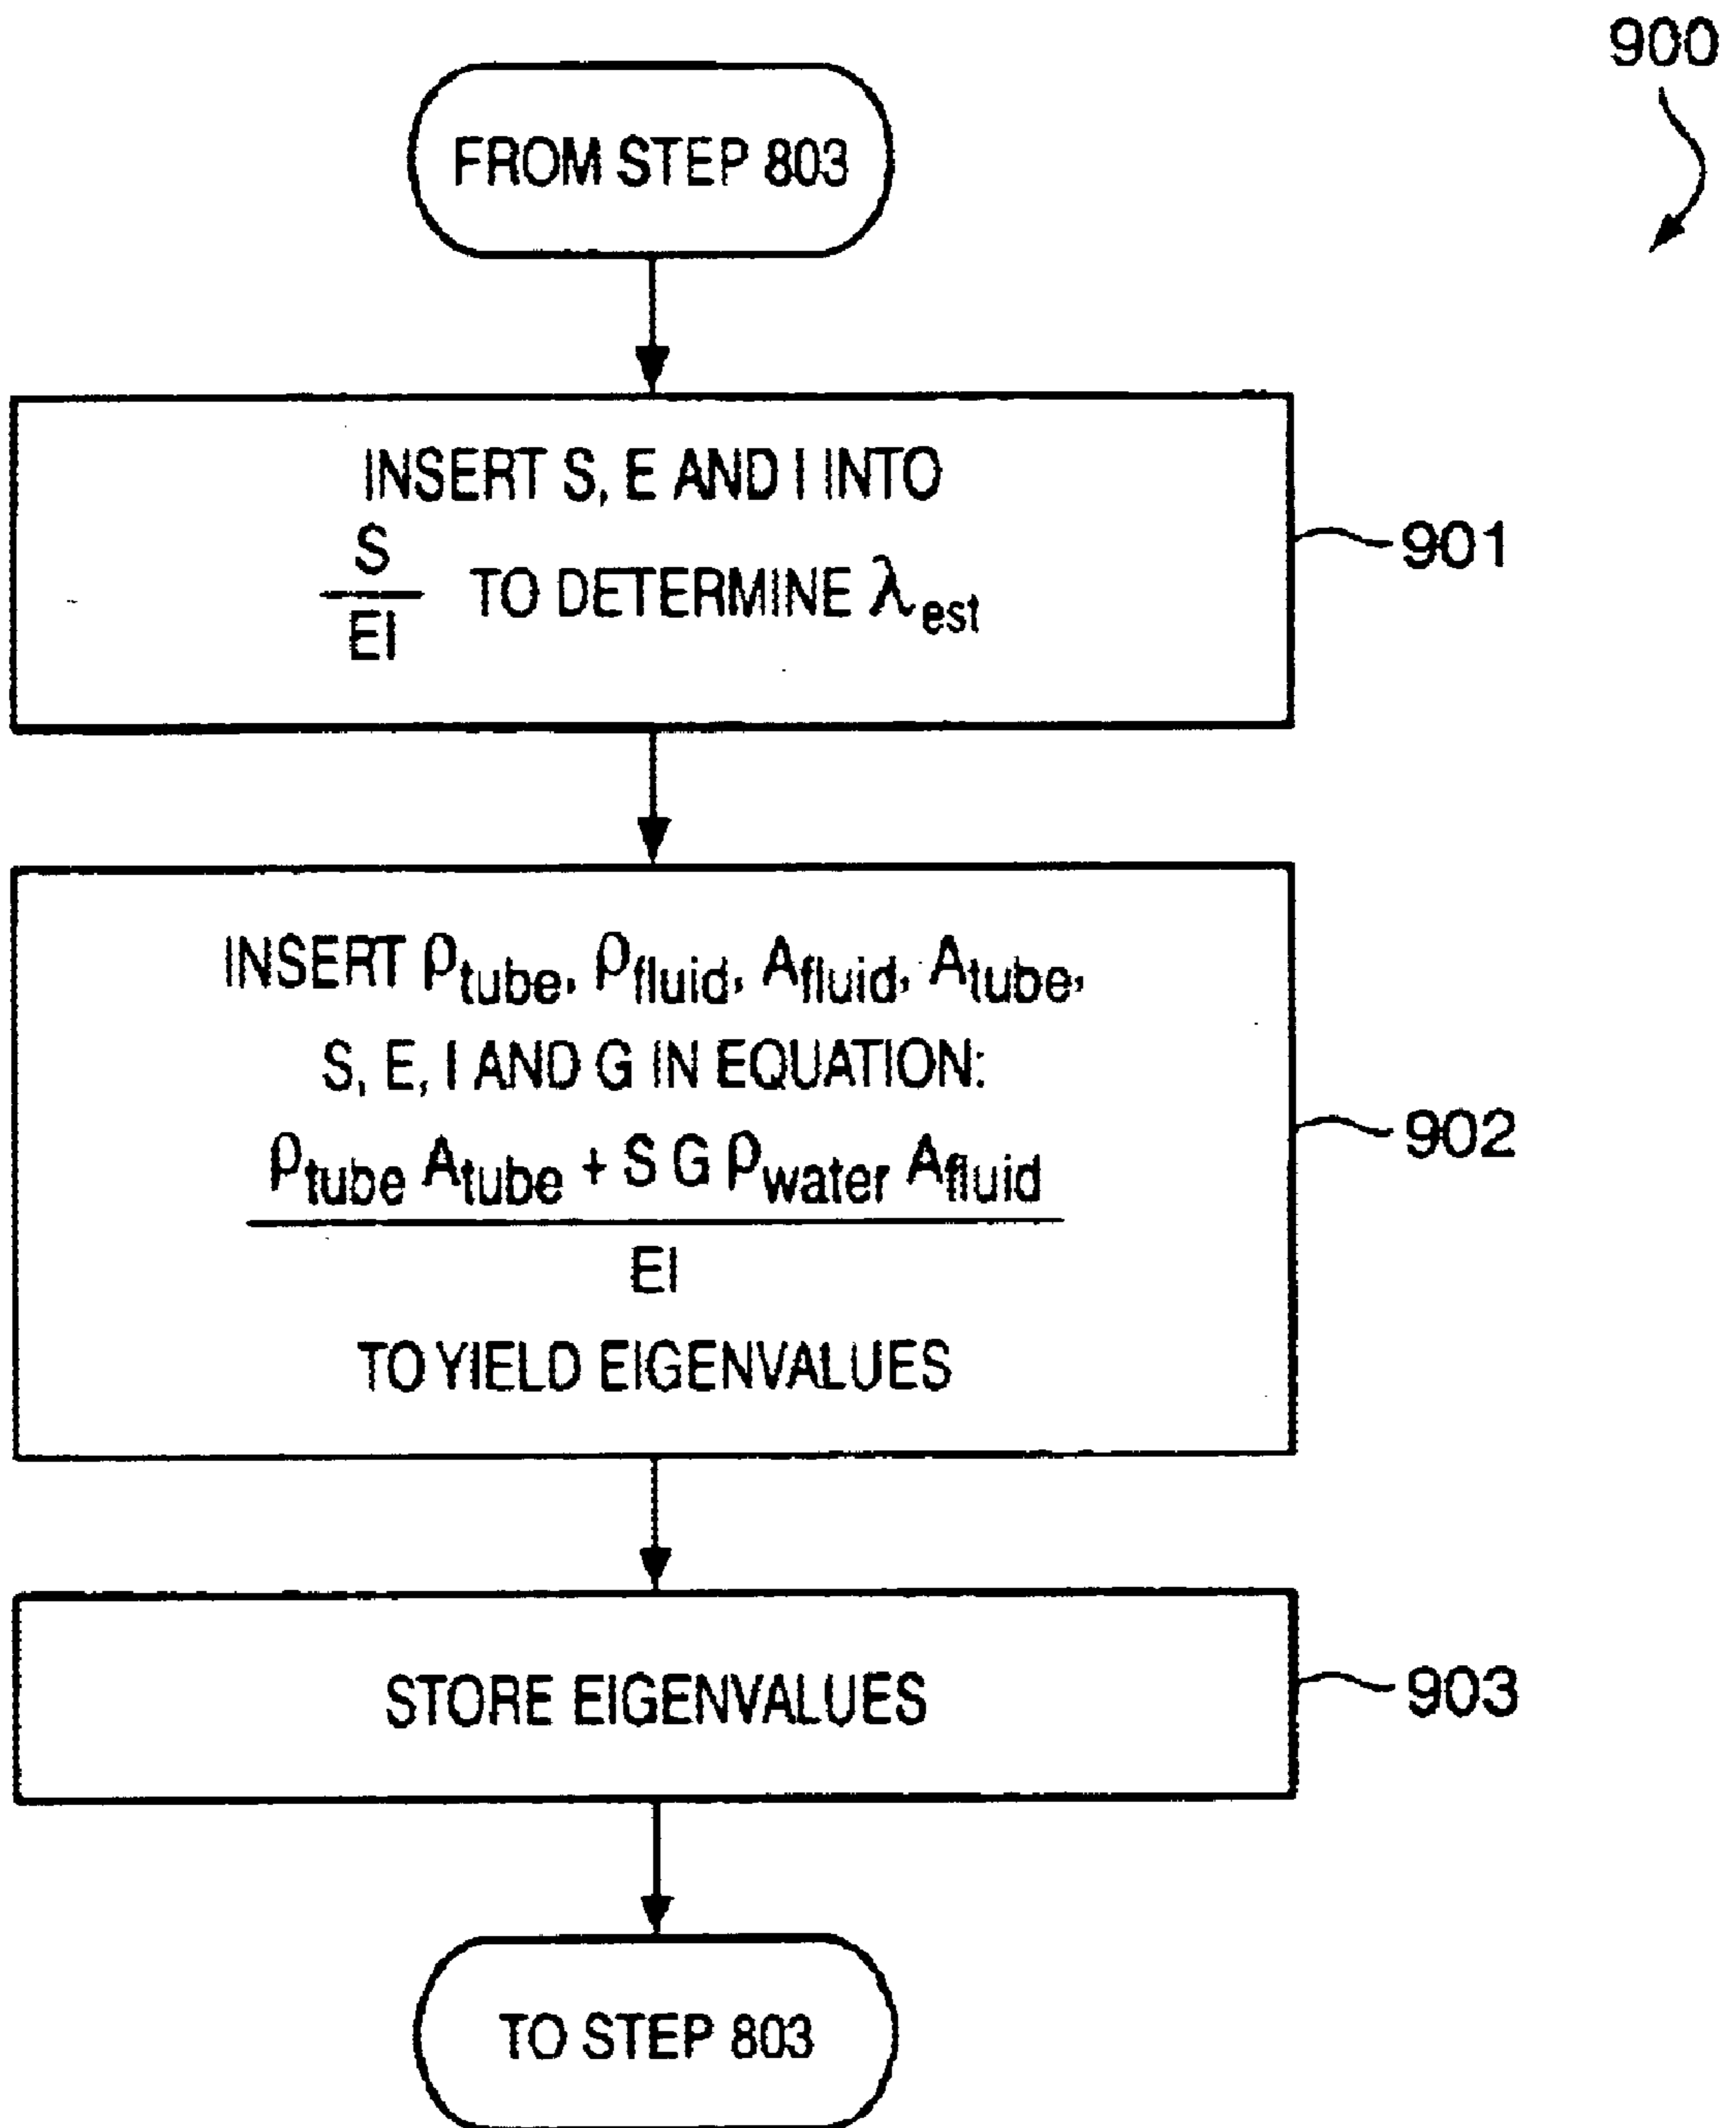 900
FROM STEP 803
INSERT S, E AND I INTO
S
EI
TO DETERMINE λest
901
INSERT ρtube, ρfluid, Afluid, Atube,
S, E, I AND G IN EQUATION:
ρtube Atube + S G ρwater Afluid
EI
TO YIELD EIGENVALUES
902
STORE EIGENVALUES
903
TO STEP 803